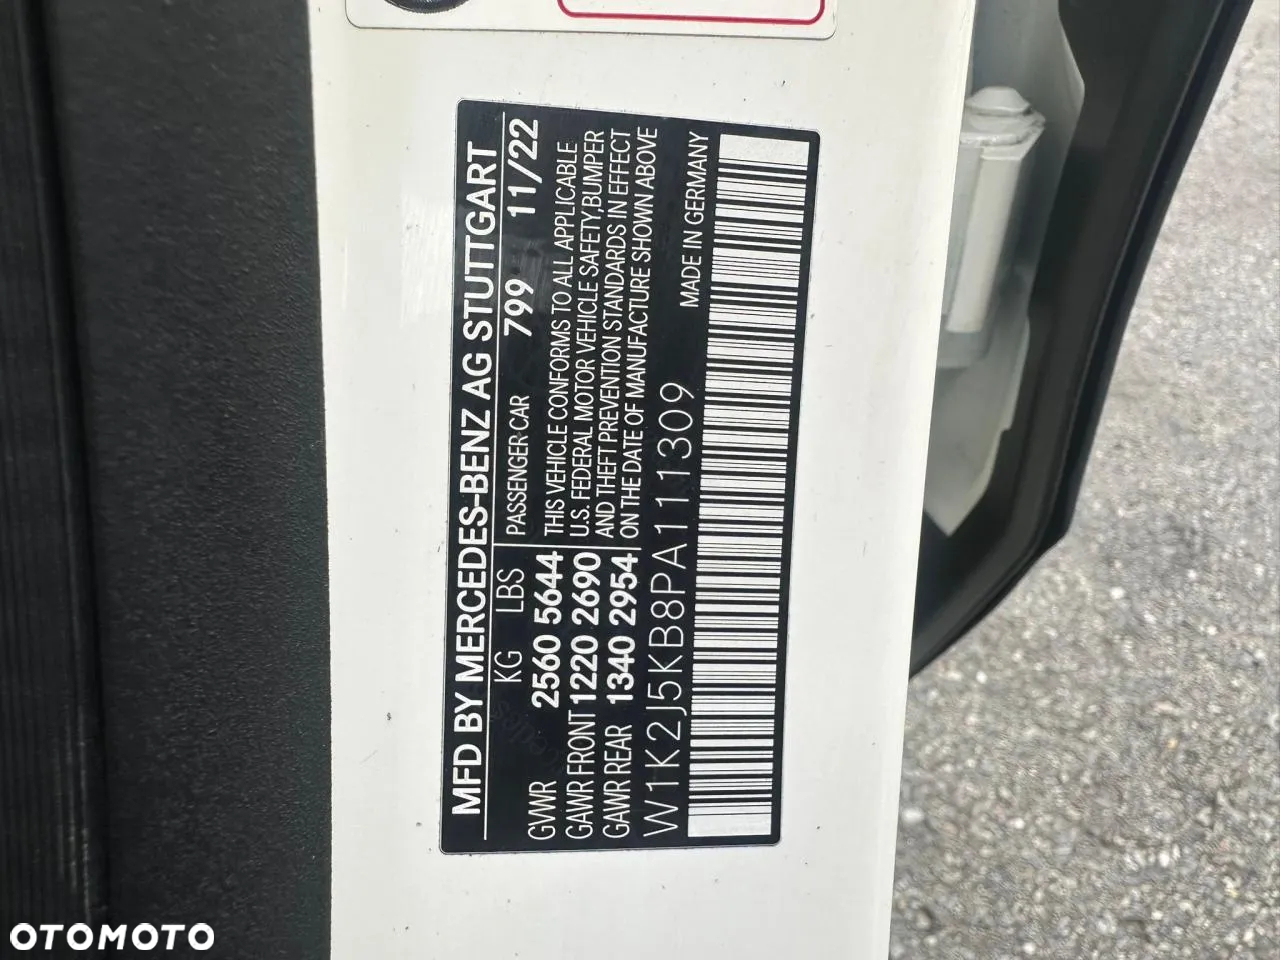 MFD BY MERCEDES-BENZ AG STUTTGART
KG LBS PASSENGER CAR 799 11/22
GVWR 2560 5644
GAWR FRONT 1220 2690
GAWR REAR 1340 2954
THIS VEHICLE CONFORMS TO ALL APPLICABLE
U.S. FEDERAL MOTOR VEHICLE SAFETY, BUMPER
AND THEFT PREVENTION STANDARDS IN EFFECT
ON THE DATE OF MANUFACTURE SHOWN ABOVE
W1K2J5KB8PA111309
MADE IN GERMANY
OTOMOTO